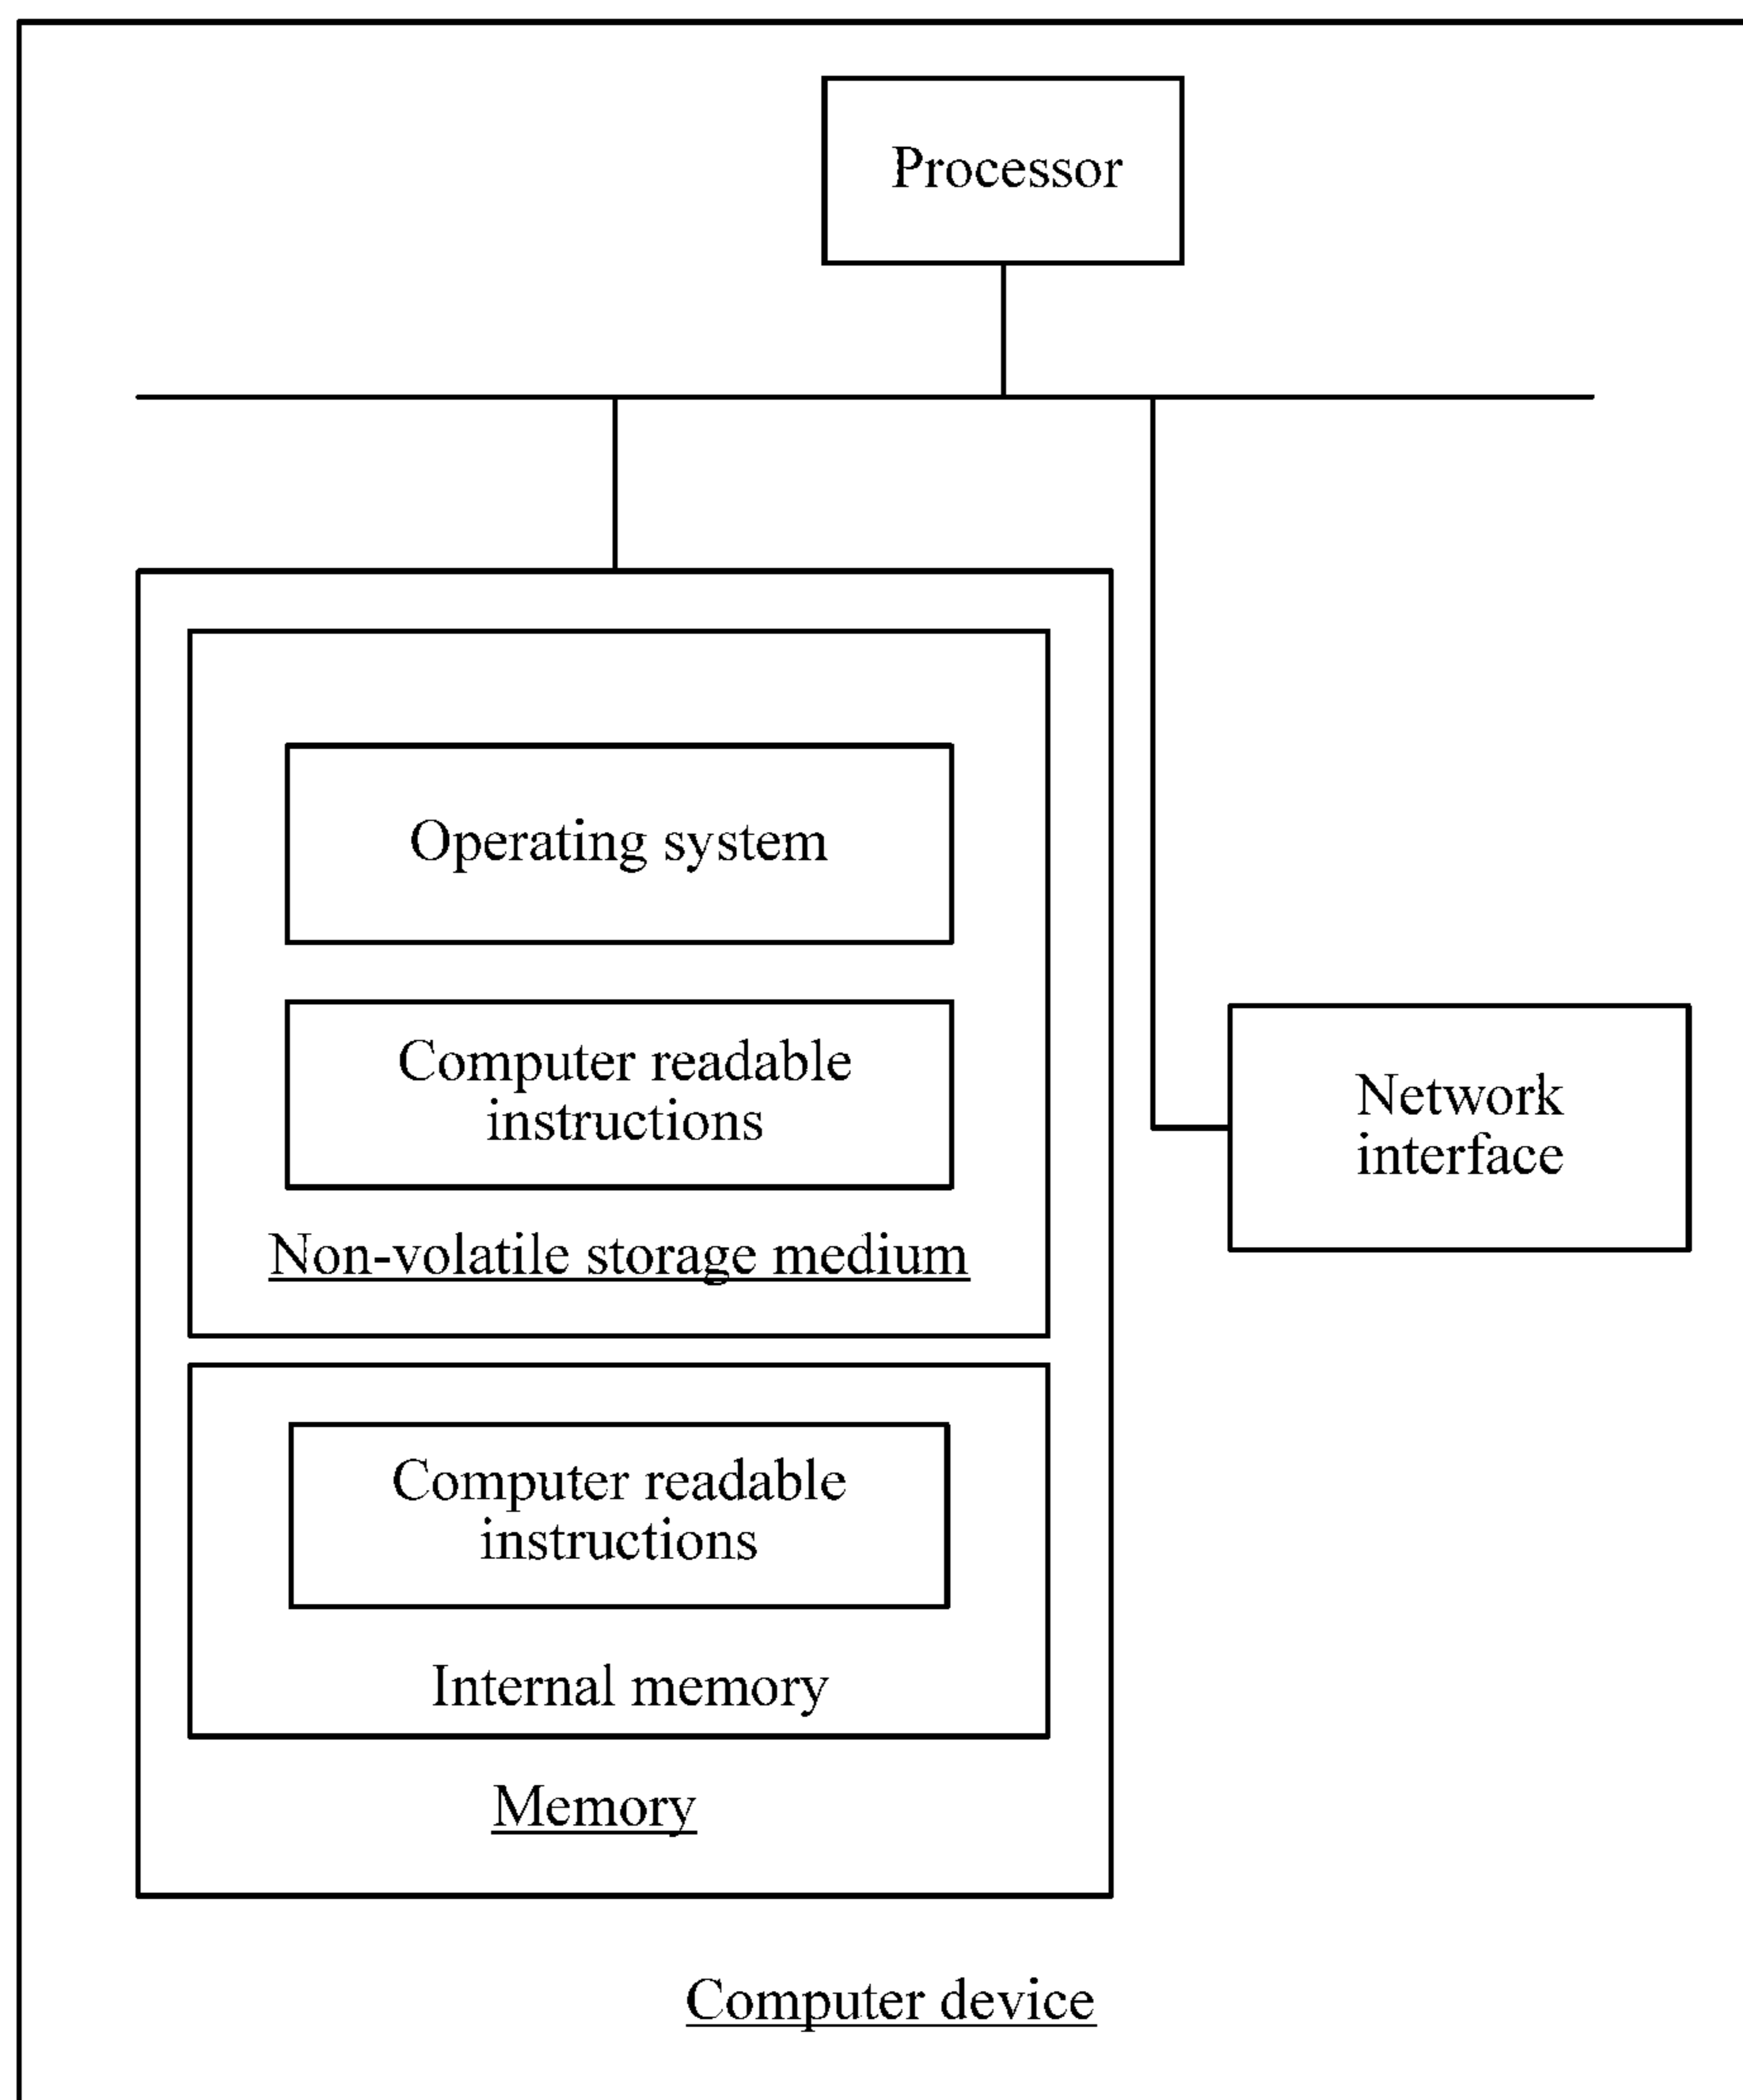 Processor
Operating system
Computer readable
instructions
Non-volatile storage medium
Network
interface
Computer readable
instructions
Internal memory
Memory
Computer device